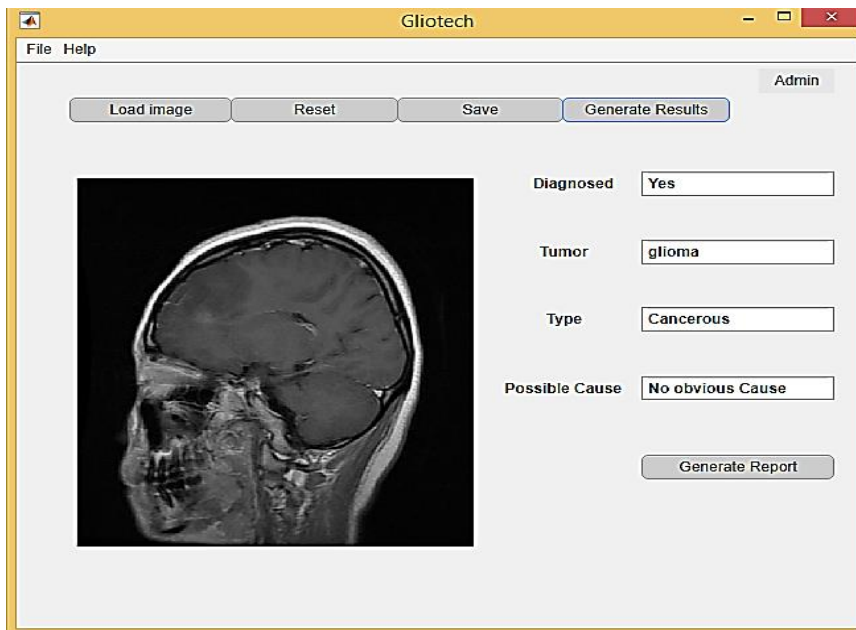 Gliotech
File Help
Admin
Load image Reset Save Generate Results
Diagnosed Yes
Tumor glioma
Type Cancerous
Possible Cause No obvious Cause
Generate Report